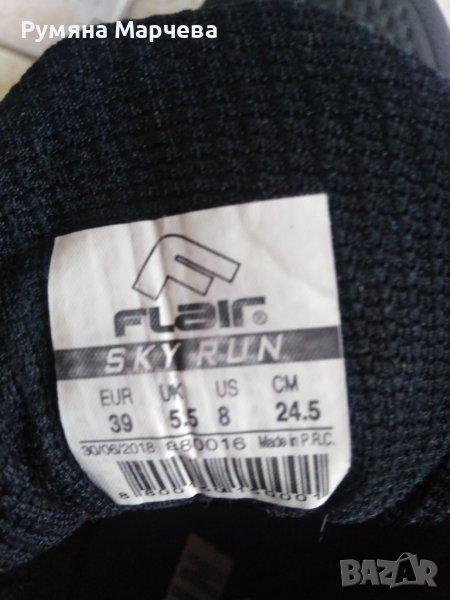 Румяна Марчева
FLAIR®
SKY RUN
EUR UK US CM
39 5.5 8 24.5
30/06/2018 880016 Made in P.R.C.
BAZAR